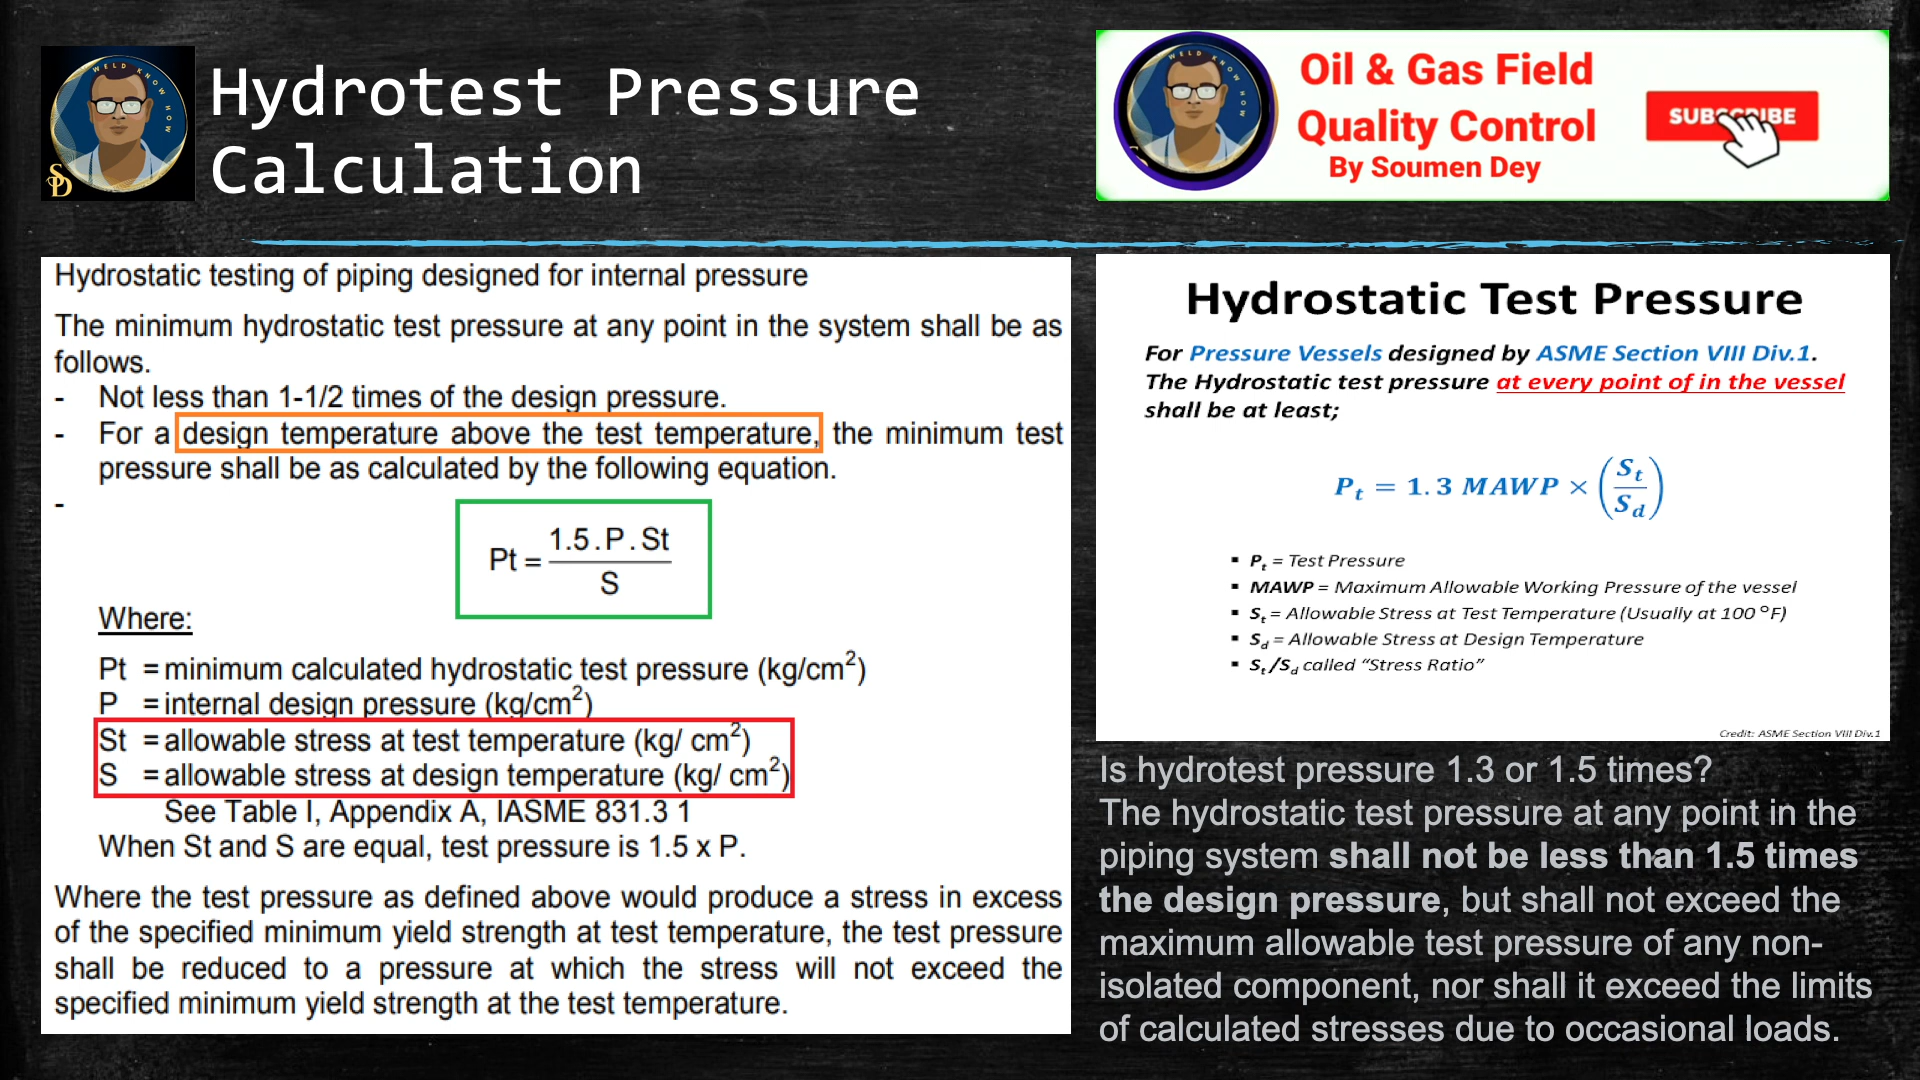 Hydrotest Pressure
Calculation
WELD KNOW HOW
SD
WELD KNOW HOW
Oil & Gas Field
Quality Control
By Soumen Dey
SUBSCRIBE
Hydrostatic testing of piping designed for internal pressure
The minimum hydrostatic test pressure at any point in the system shall be as
follows.
- Not less than 1-1/2 times of the design pressure.
- For a design temperature above the test temperature, the minimum test
pressure shall be as calculated by the following equation.
-
Pt = 1.5 . P . St / S
Where:
Pt = minimum calculated hydrostatic test pressure (kg/cm²)
P = internal design pressure (kg/cm²)
St = allowable stress at test temperature (kg/ cm²)
S = allowable stress at design temperature (kg/ cm²)
See Table I, Appendix A, IASME 831.3 1
When St and S are equal, test pressure is 1.5 x P.
Where the test pressure as defined above would produce a stress in excess
of the specified minimum yield strength at test temperature, the test pressure
shall be reduced to a pressure at which the stress will not exceed the
specified minimum yield strength at the test temperature.
Hydrostatic Test Pressure
For Pressure Vessels designed by ASME Section VIII Div.1.
The Hydrostatic test pressure at every point of in the vessel
shall be at least;
Pt = 1.3 MAWP × (St/Sd)
▪ Pt = Test Pressure
▪ MAWP = Maximum Allowable Working Pressure of the vessel
▪ St = Allowable Stress at Test Temperature (Usually at 100 °F)
▪ Sd = Allowable Stress at Design Temperature
▪ St/Sd called “Stress Ratio”
Credit: ASME Section VIII Div.1
Is hydrotest pressure 1.3 or 1.5 times?
The hydrostatic test pressure at any point in the
piping system shall not be less than 1.5 times
the design pressure, but shall not exceed the
maximum allowable test pressure of any non-
isolated component, nor shall it exceed the limits
of calculated stresses due to occasional loads.